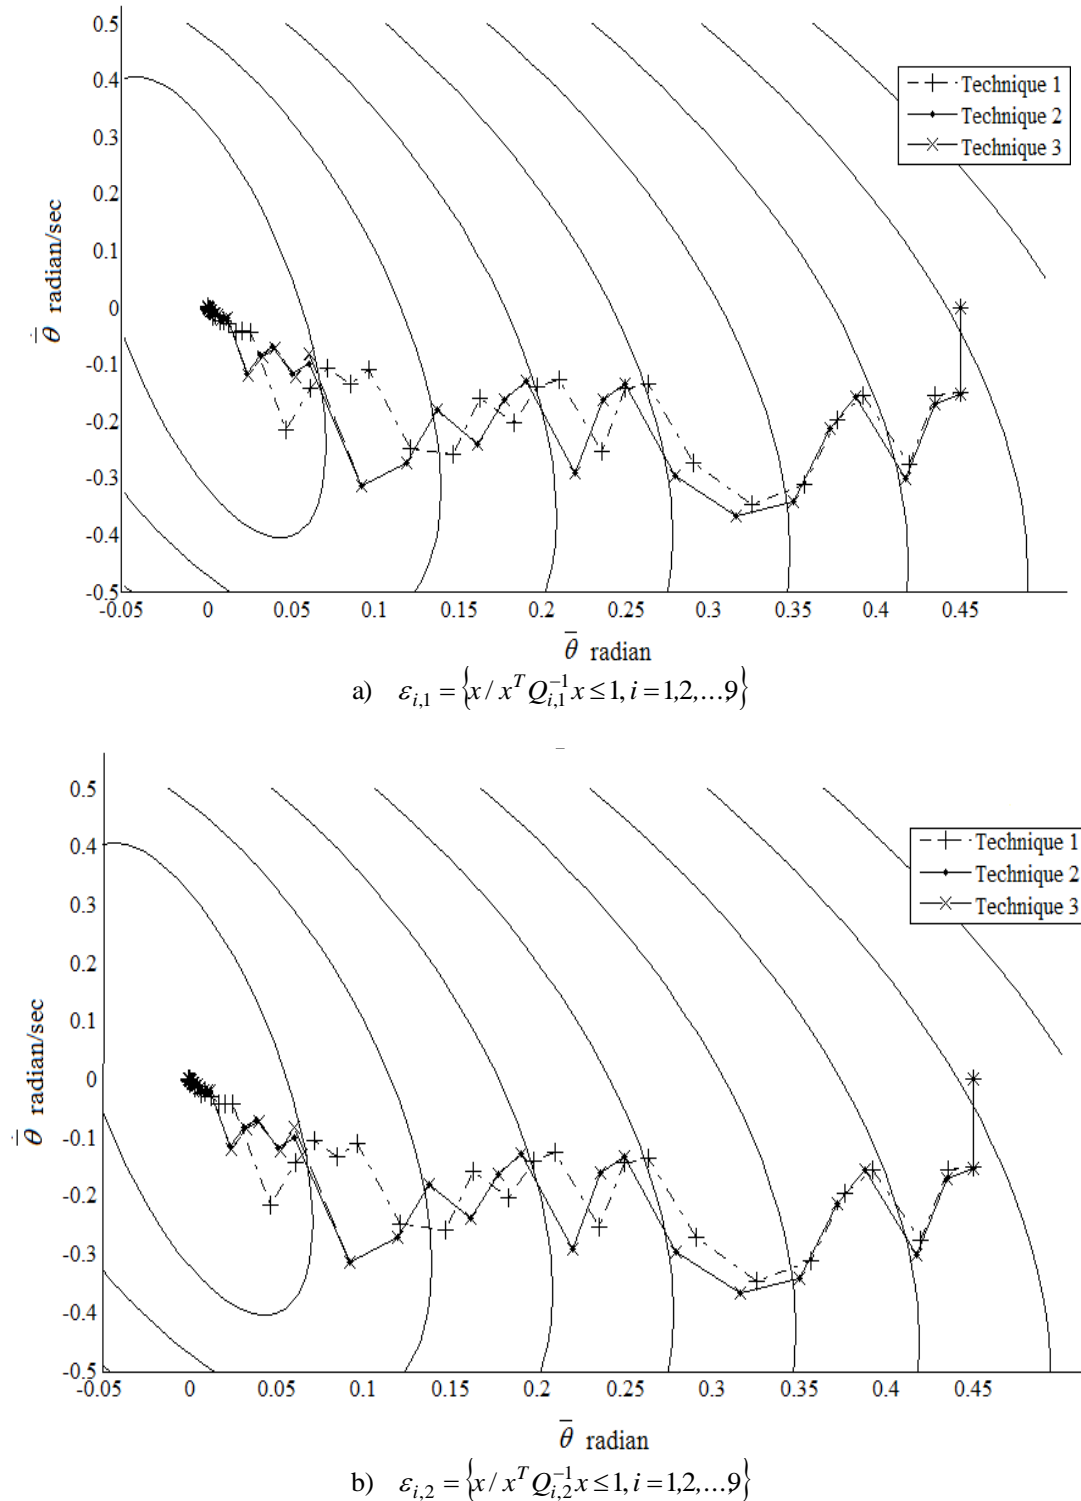 0.5
0.4
0.3
0.2
0.1
0
-0.1
-0.2
-0.3
-0.4
-0.5
θ̄̇ radian/sec
Technique 1
Technique 2
Technique 3
-0.05 0 0.05 0.1 0.15 0.2 0.25 0.3 0.35 0.4 0.45
θ̄ radian
a) ε_{i,1} = {x / x^T Q_{i,1}^{-1} x ≤ 1, i = 1,2,…9}
0.5
0.4
0.3
0.2
0.1
0
-0.1
-0.2
-0.3
-0.4
-0.5
θ̄̇ radian/sec
Technique 1
Technique 2
Technique 3
-0.05 0 0.05 0.1 0.15 0.2 0.25 0.3 0.35 0.4 0.45
θ̄ radian
b) ε_{i,2} = {x / x^T Q_{i,2}^{-1} x ≤ 1, i = 1,2,…9}